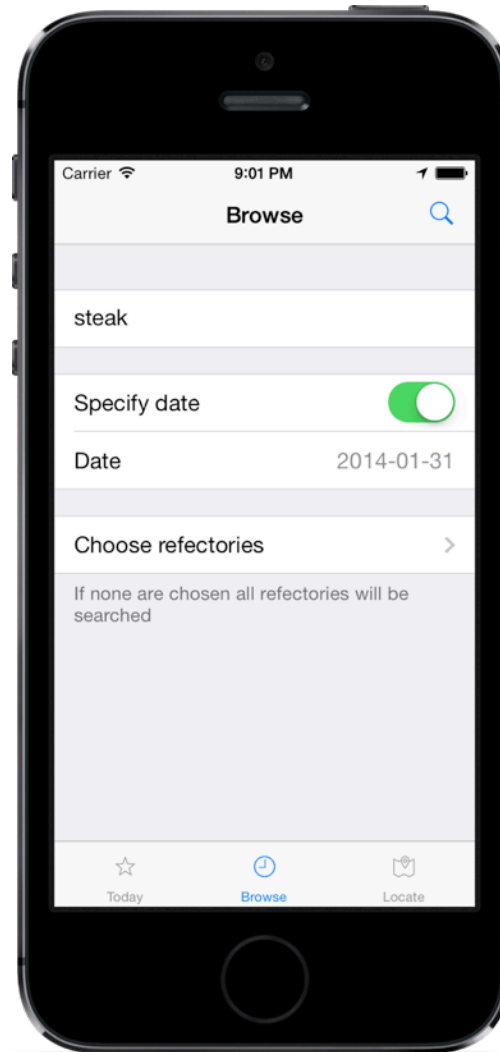 Carrier 9:01 PM
Browse
steak
Specify date
Date 2014-01-31
Choose refectories
If none are chosen all refectories will be
searched
Today Browse Locate